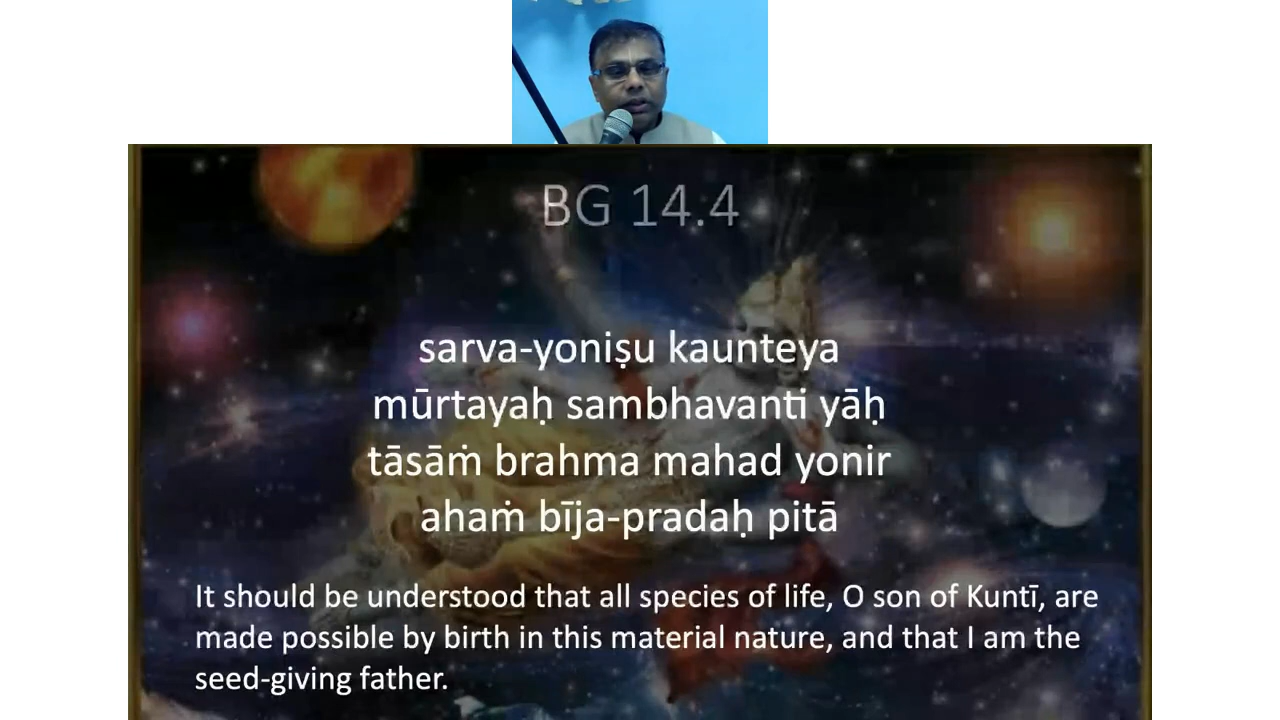 BG 14.4
sarva-yoniṣu kaunteya
mūrtayaḥ sambhavanti yāḥ
tāsāṁ brahma mahad yonir
ahaṁ bīja-pradaḥ pitā
It should be understood that all species of life, O son of Kuntī, are
made possible by birth in this material nature, and that I am the
seed-giving father.